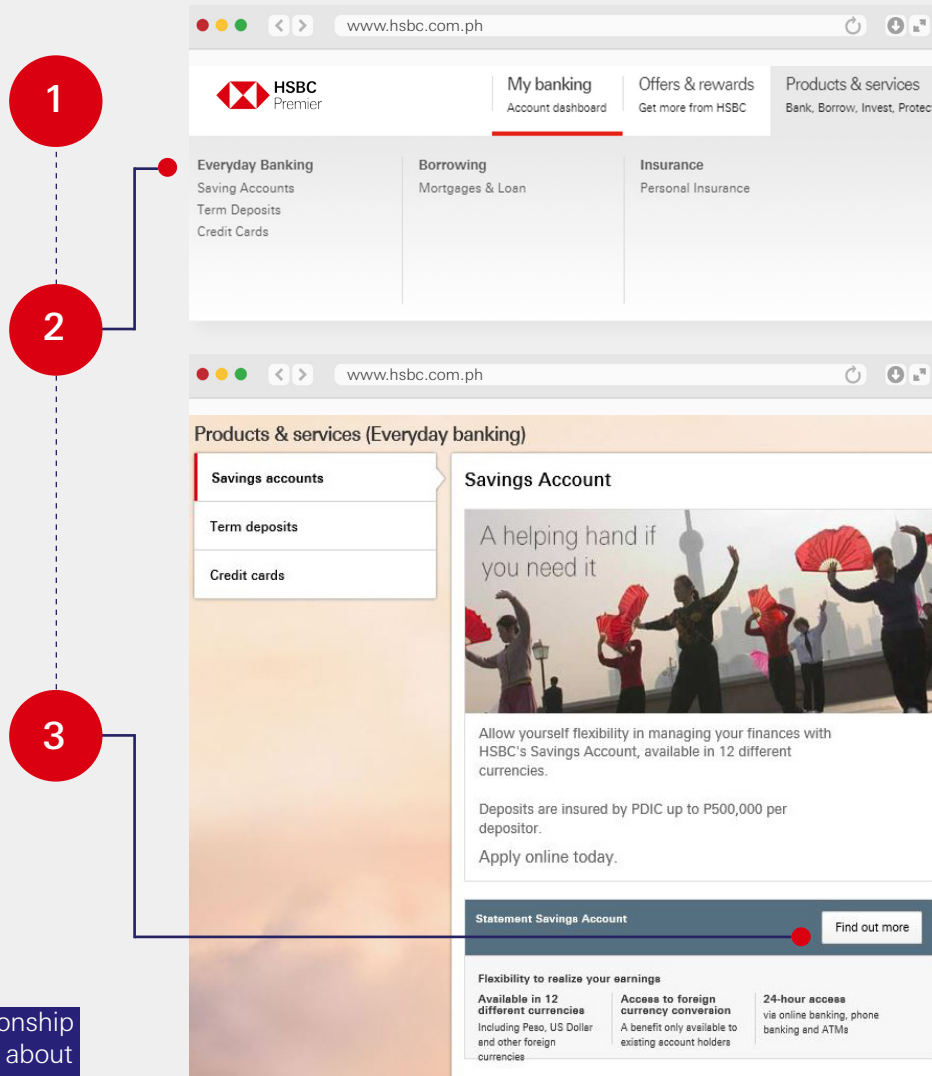 www.hsbc.com.ph
1
HSBC
Premier
My banking
Account dashboard
Offers & rewards
Get more from HSBC
Products & services
Bank, Borrow, Invest, Protect
Everyday Banking
Saving Accounts
Term Deposits
Credit Cards
Borrowing
Mortgages & Loan
Insurance
Personal Insurance
2
www.hsbc.com.ph
Products & services (Everyday banking)
Savings accounts
Term deposits
Credit cards
Savings Account
A helping hand if
you need it
3
Allow yourself flexibility in managing your finances with
HSBC's Savings Account, available in 12 different
currencies.
Deposits are insured by PDIC up to P500,000 per
depositor.
Apply online today.
Statement Savings Account
Find out more
Flexibility to realize your earnings
Available in 12
different currencies
Including Peso, US Dollar
and other foreign
currencies
Access to foreign
currency conversion
A benefit only available to
existing account holders
24-hour access
via online banking, phone
banking and ATMs
onship
about